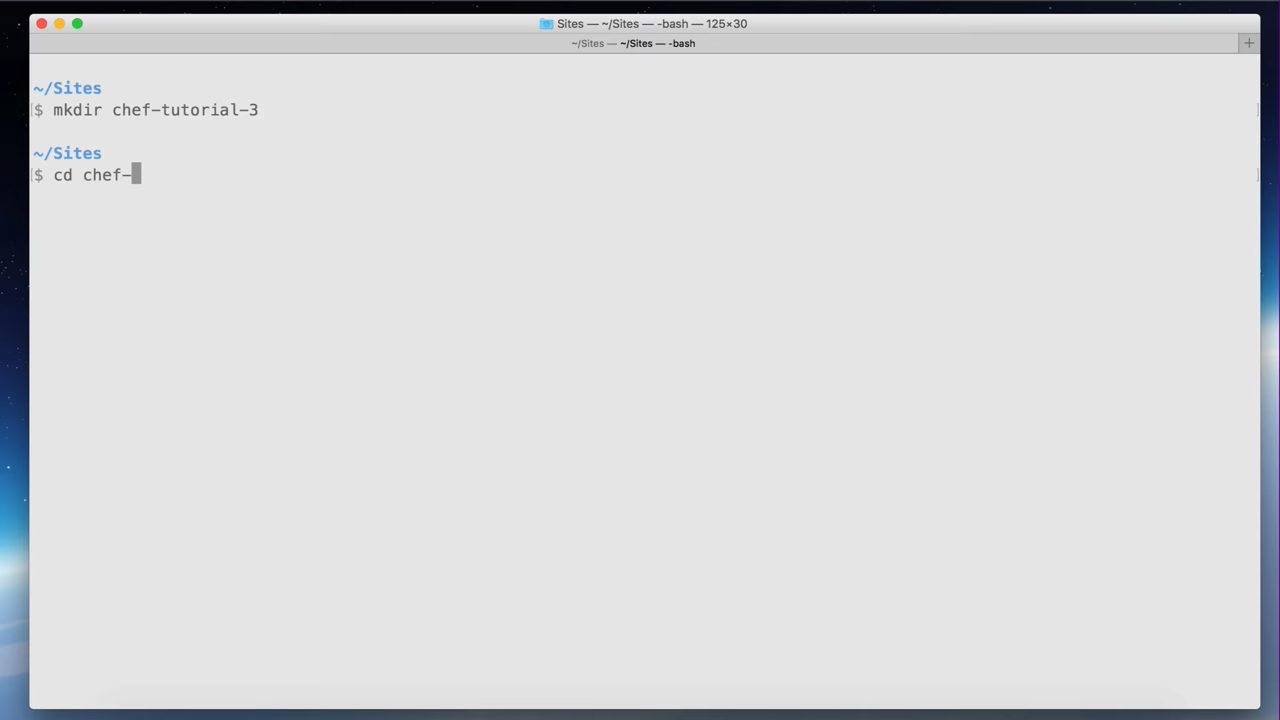 Sites — ~/Sites — -bash — 125×30
~/Sites — ~/Sites — -bash
~/Sites
$ mkdir chef-tutorial-3
~/Sites
$ cd chef-